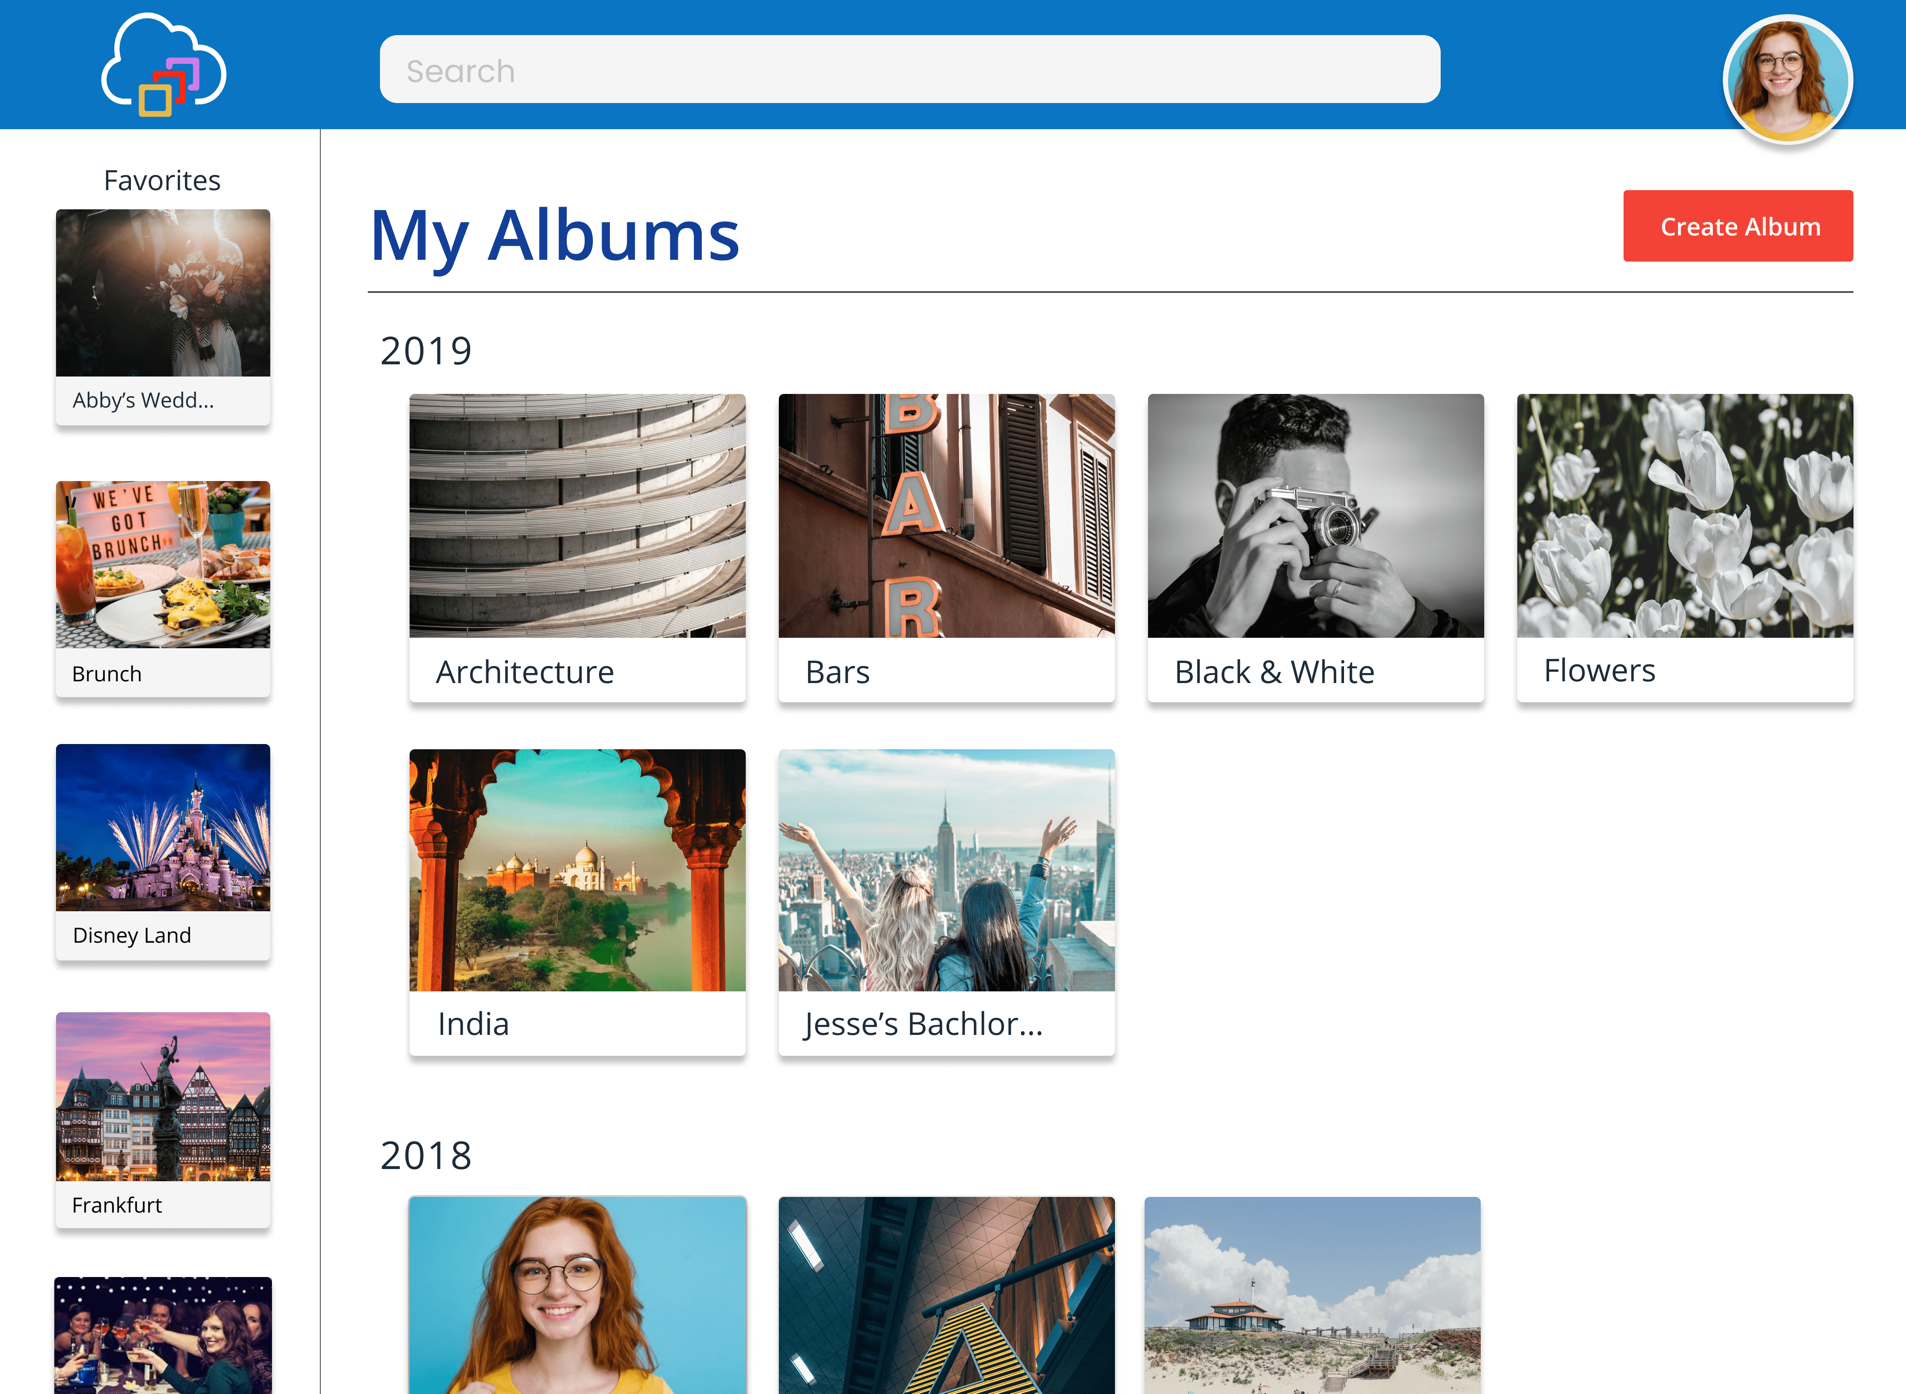 Search
Favorites
Abby’s Wedd...
WE'VE
GOT
BRUNCH
Brunch
Disney Land
Frankfurt
My Albums
Create Album
2019
BAR
Architecture
Bars
Black & White
Flowers
India
Jesse’s Bachlor...
2018
A